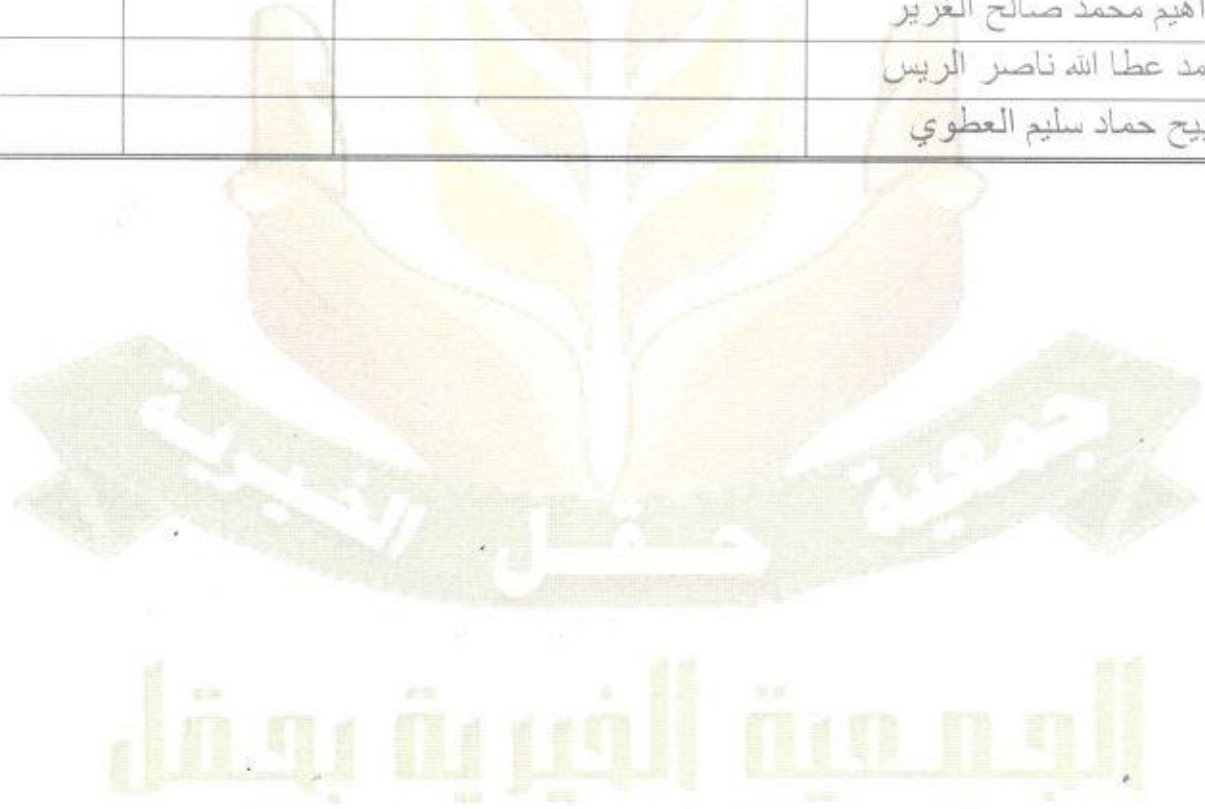 محمد صالح الغرير
عطا الله ناصر الريس
حماد سليم العطوي
جمعية حقل الخيرية
الجمعية الخيرية بحقل